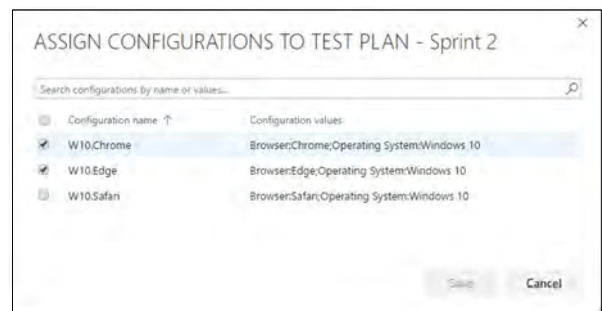 ASSIGN CONFIGURATIONS TO TEST PLAN - Sprint 2
Search configurations by name or values...
Configuration name ↑ Configuration values
W10.Chrome Browser:Chrome;Operating System:Windows 10
W10.Edge Browser:Edge;Operating System:Windows 10
W10.Safari Browser:Safari;Operating System:Windows 10
Save Cancel